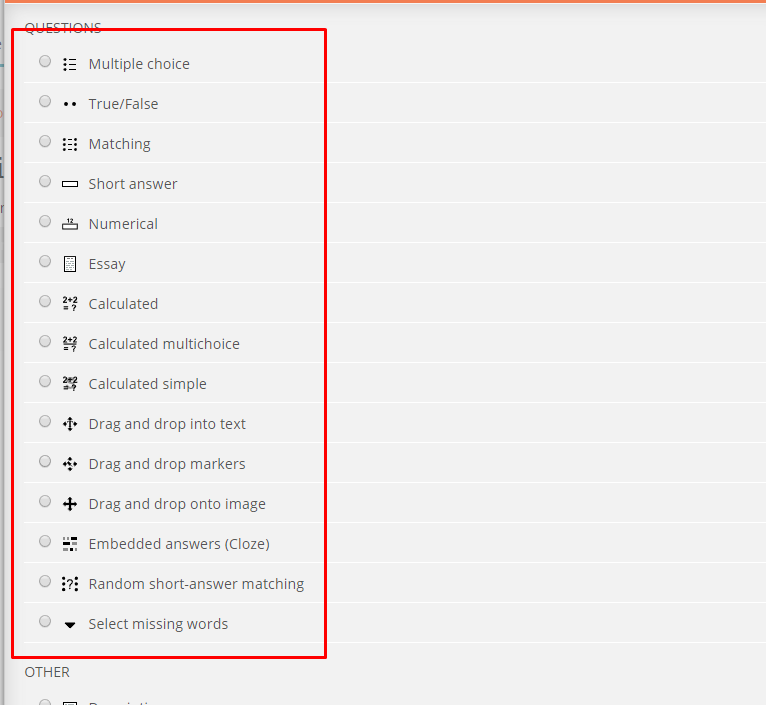 QUESTIONS
Multiple choice
True/False
Matching
Short answer
Numerical
Essay
Calculated
Calculated multichoice
Calculated simple
Drag and drop into text
Drag and drop markers
Drag and drop onto image
Embedded answers (Cloze)
Random short-answer matching
Select missing words
OTHER